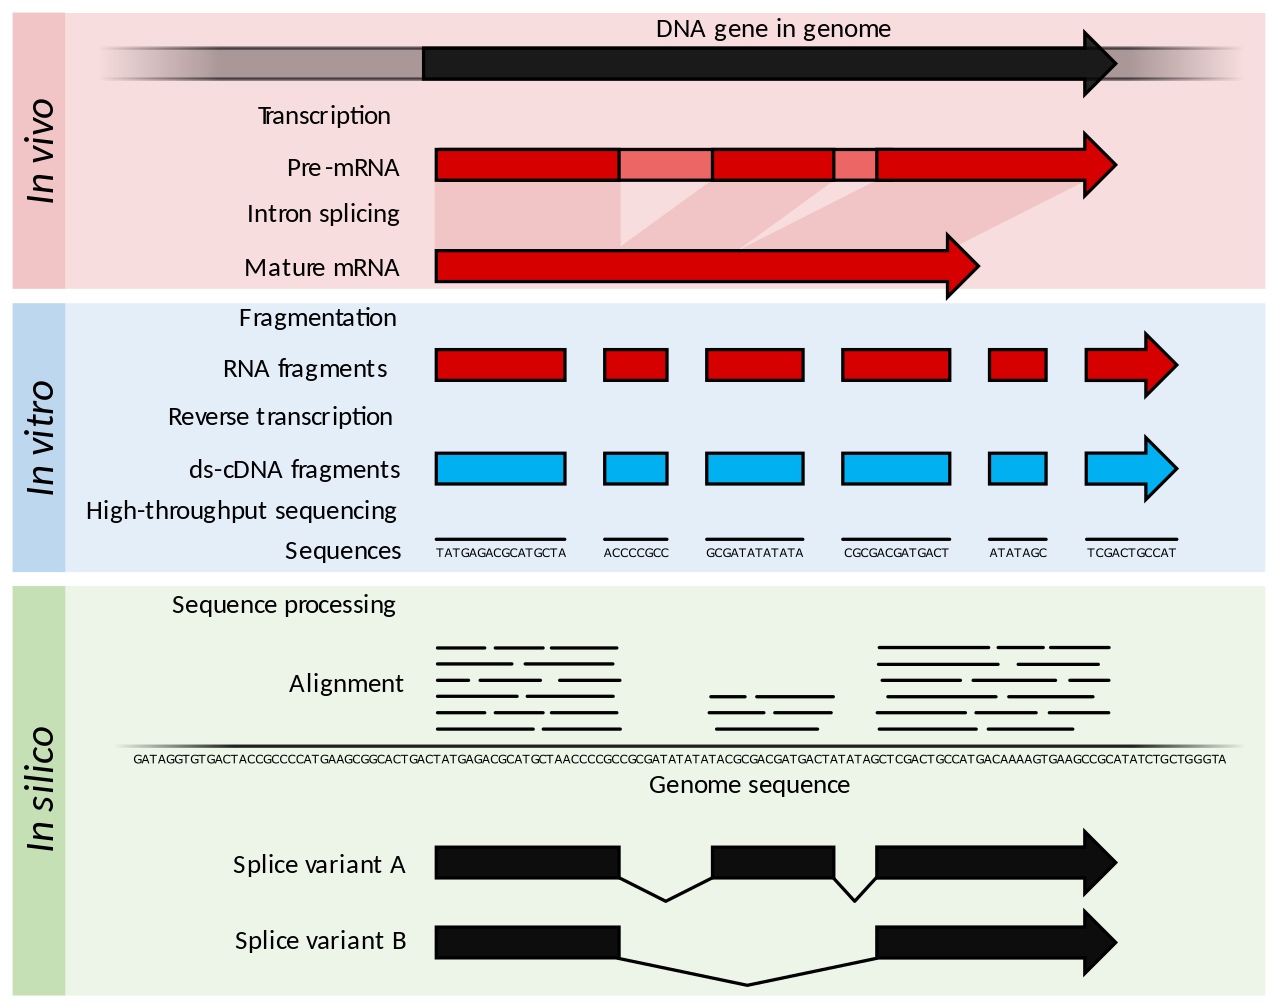 In vivo
DNA gene in genome
Transcription
Pre-mRNA
Intron splicing
Mature mRNA
In vitro
Fragmentation
RNA fragments
Reverse transcription
ds-cDNA fragments
High-throughput sequencing
Sequences TATGAGACGCATGCTA ACCCCGCC GCGATATATATA CGCGACGATGACT ATATAGC TCGACTGCCAT
In silico
Sequence processing
Alignment
GATAGGTGTGACTACCGCCCCATGAAGCGGCACTGACTATGAGACGCATGCTAACCCCGCCGCGATATATATACGCGACGATGACTATATAGCTCGACTGCCATGACAAAAGTGAAGCCGCATATCTGCTGGGTA
Genome sequence
Splice variant A
Splice variant B